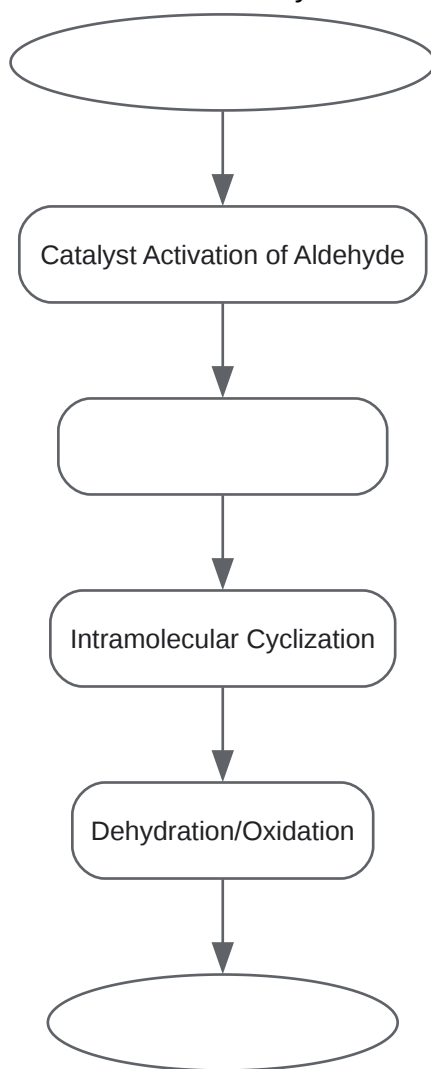 Catalyst Activation of Aldehyde
Intramolecular Cyclization
Dehydration/Oxidation